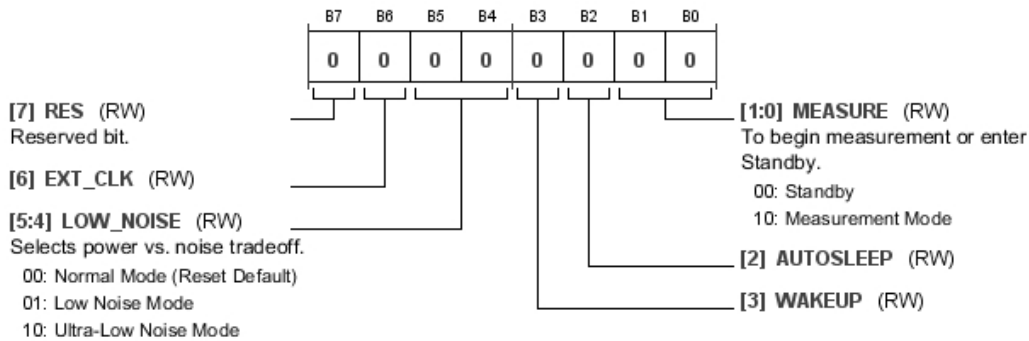 B7 B6 B5 B4 B3 B2 B1 B0
0 0 0 0 0 0 0 0
[7] RES (RW)
Reserved bit.
[6] EXT_CLK (RW)
[5:4] LOW_NOISE (RW)
Selects power vs. noise tradeoff.
00: Normal Mode (Reset Default)
01: Low Noise Mode
10: Ultra-Low Noise Mode
[1:0] MEASURE (RW)
To begin measurement or enter
Standby.
00: Standby
10: Measurement Mode
[2] AUTOSLEEP (RW)
[3] WAKEUP (RW)